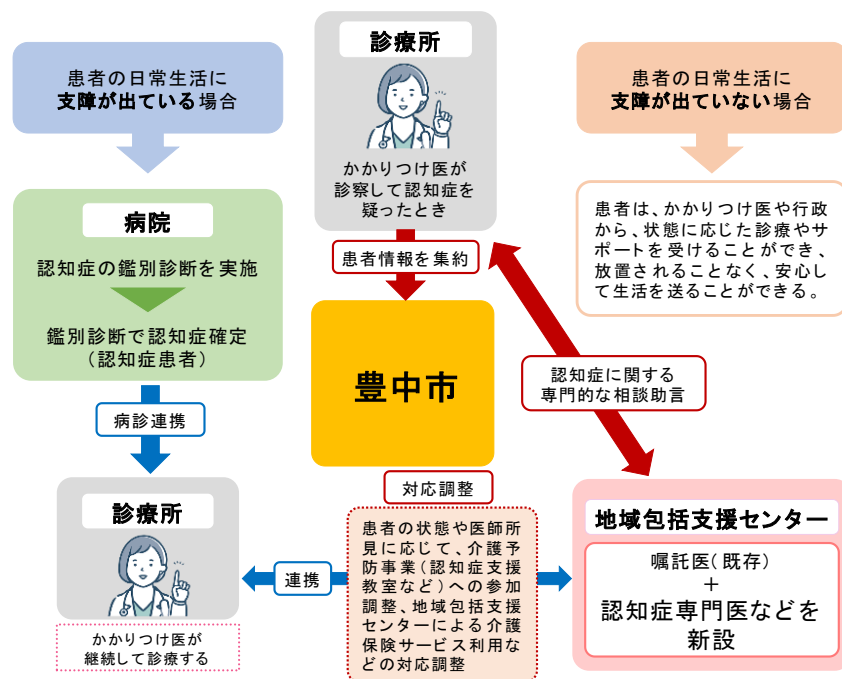 診療所
かかりつけ医が
診察して認知症を
疑ったとき
患者の日常生活に
支障が出ている場合
患者の日常生活に
支障が出ていない場合
病院
認知症の鑑別診断を実施
鑑別診断で認知症確定
（認知症患者）
患者情報を集約
豊中市
患者は、かかりつけ医や行政
から、状態に応じた診療やサ
ポートを受けることができ、
放置されることなく、安心し
て生活を送ることができる。
認知症に関する
専門的な相談助言
病診連携
診療所
かかりつけ医が
継続して診療する
連携
対応調整
患者の状態や医師所
見に応じて、介護予
防事業（認知症支援
教室など）への参加
調整、地域包括支援
センターによる介護
保険サービス利用な
どの対応調整
地域包括支援センター
嘱託医（既存）
＋
認知症専門医などを
新設